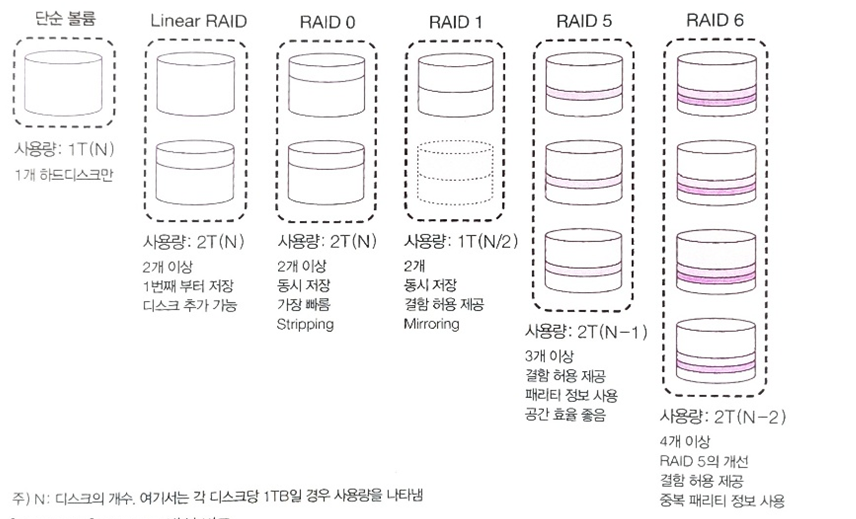 단순 볼륨
사용량: 1T(N)
1개 하드디스크만
Linear RAID
사용량: 2T(N)
2개 이상
1번째 부터 저장
디스크 추가 가능
RAID 0
사용량: 2T(N)
2개 이상
동시 저장
가장 빠름
Stripping
RAID 1
사용량: 1T(N/2)
2개
동시 저장
결함 허용 제공
Mirroring
RAID 5
사용량: 2T(N-1)
3개 이상
결함 허용 제공
패리티 정보 사용
공간 효율 좋음
RAID 6
사용량: 2T(N-2)
4개 이상
RAID 5의 개선
결함 허용 제공
중복 패리티 정보 사용
주) N: 디스크의 개수. 여기서는 각 디스크당 1TB일 경우 사용량을 나타냄